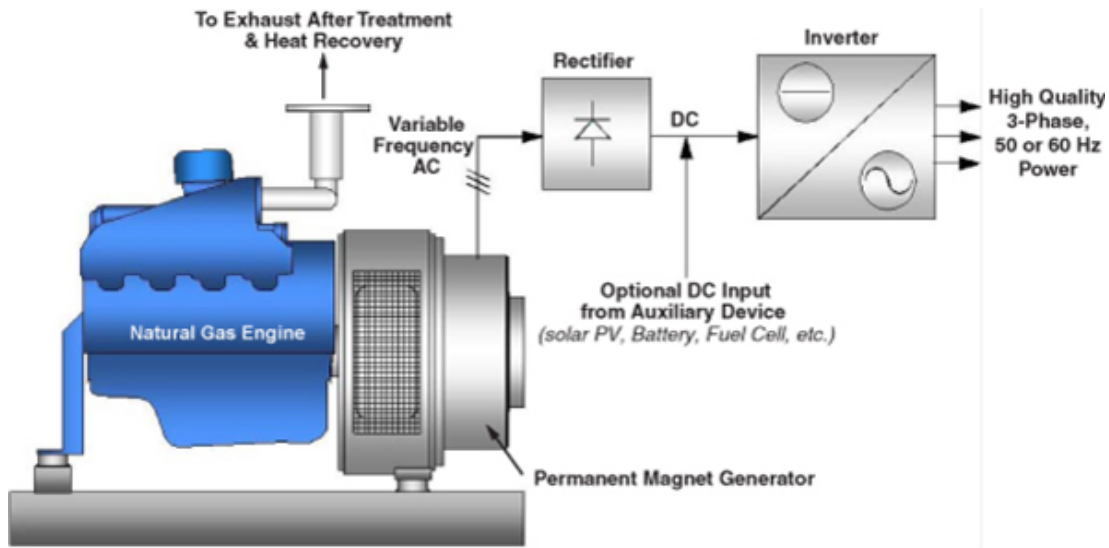 To Exhaust After Treatment
& Heat Recovery
Variable
Frequency
AC
Rectifier
DC
Inverter
High Quality
3-Phase,
50 or 60 Hz
Power
Optional DC Input
from Auxiliary Device
(solar PV, Battery, Fuel Cell, etc.)
Natural Gas Engine
Permanent Magnet Generator